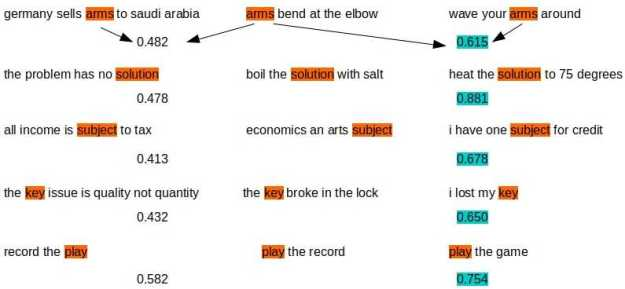 germany sells arms to saudi arabia arms bend at the elbow wave your arms around
0.482 0.615
the problem has no solution boil the solution with salt heat the solution to 75 degrees
0.478 0.881
all income is subject to tax economics an arts subject i have one subject for credit
0.413 0.678
the key issue is quality not quantity the key broke in the lock i lost my key
0.432 0.650
record the play play the record play the game
0.582 0.754